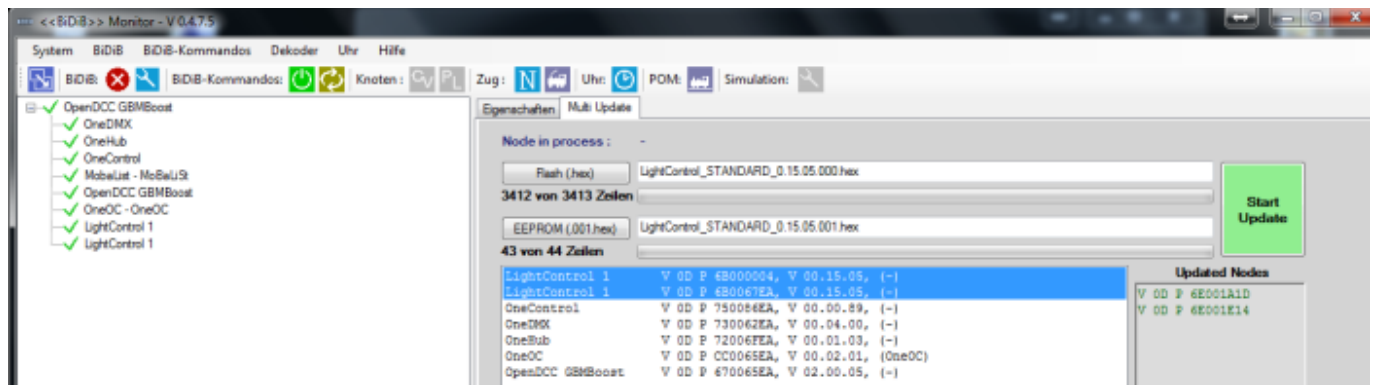 <<BiDiB>> Monitor - V 0.4.7.5
System BiDiB BiDiB-Kommandos Dekoder Uhr Hilfe
BiDiB: BiDiB-Kommandos: Knoten : CV PL Zug : N Uhr: POM: Simulation:
OpenDCC GBMBoost
OneDMX
OneHub
OneControl
MobaList - MoBaLiSt
OpenDCC GBMBoost
OneOC - OneOC
LightControl 1
LightControl 1
Eigenschaften Multi Update
Node in process : -
Flash (.hex) LightControl_STANDARD_0.15.05.000.hex
3412 von 3413 Zeilen
EEPROM (.001.hex) LightControl_STANDARD_0.15.05.001.hex
43 von 44 Zeilen
Start
Update
LightControl 1 V 0D P 6B000004, V 00.15.05, (-)
LightControl 1 V 0D P 6B0067EA, V 00.15.05, (-)
OneControl V 0D P 750086EA, V 00.00.89, (-)
OneDMX V 0D P 730062EA, V 00.04.00, (-)
OneHub V 0D P 72006FEA, V 00.01.03, (-)
OneOC V 0D P CC0065EA, V 00.02.01, (OneOC)
OpenDCC GBMBoost V 0D P 670065EA, V 02.00.05, (-)
Updated Nodes
V 0D P 6E001A1D
V 0D P 6E001E14